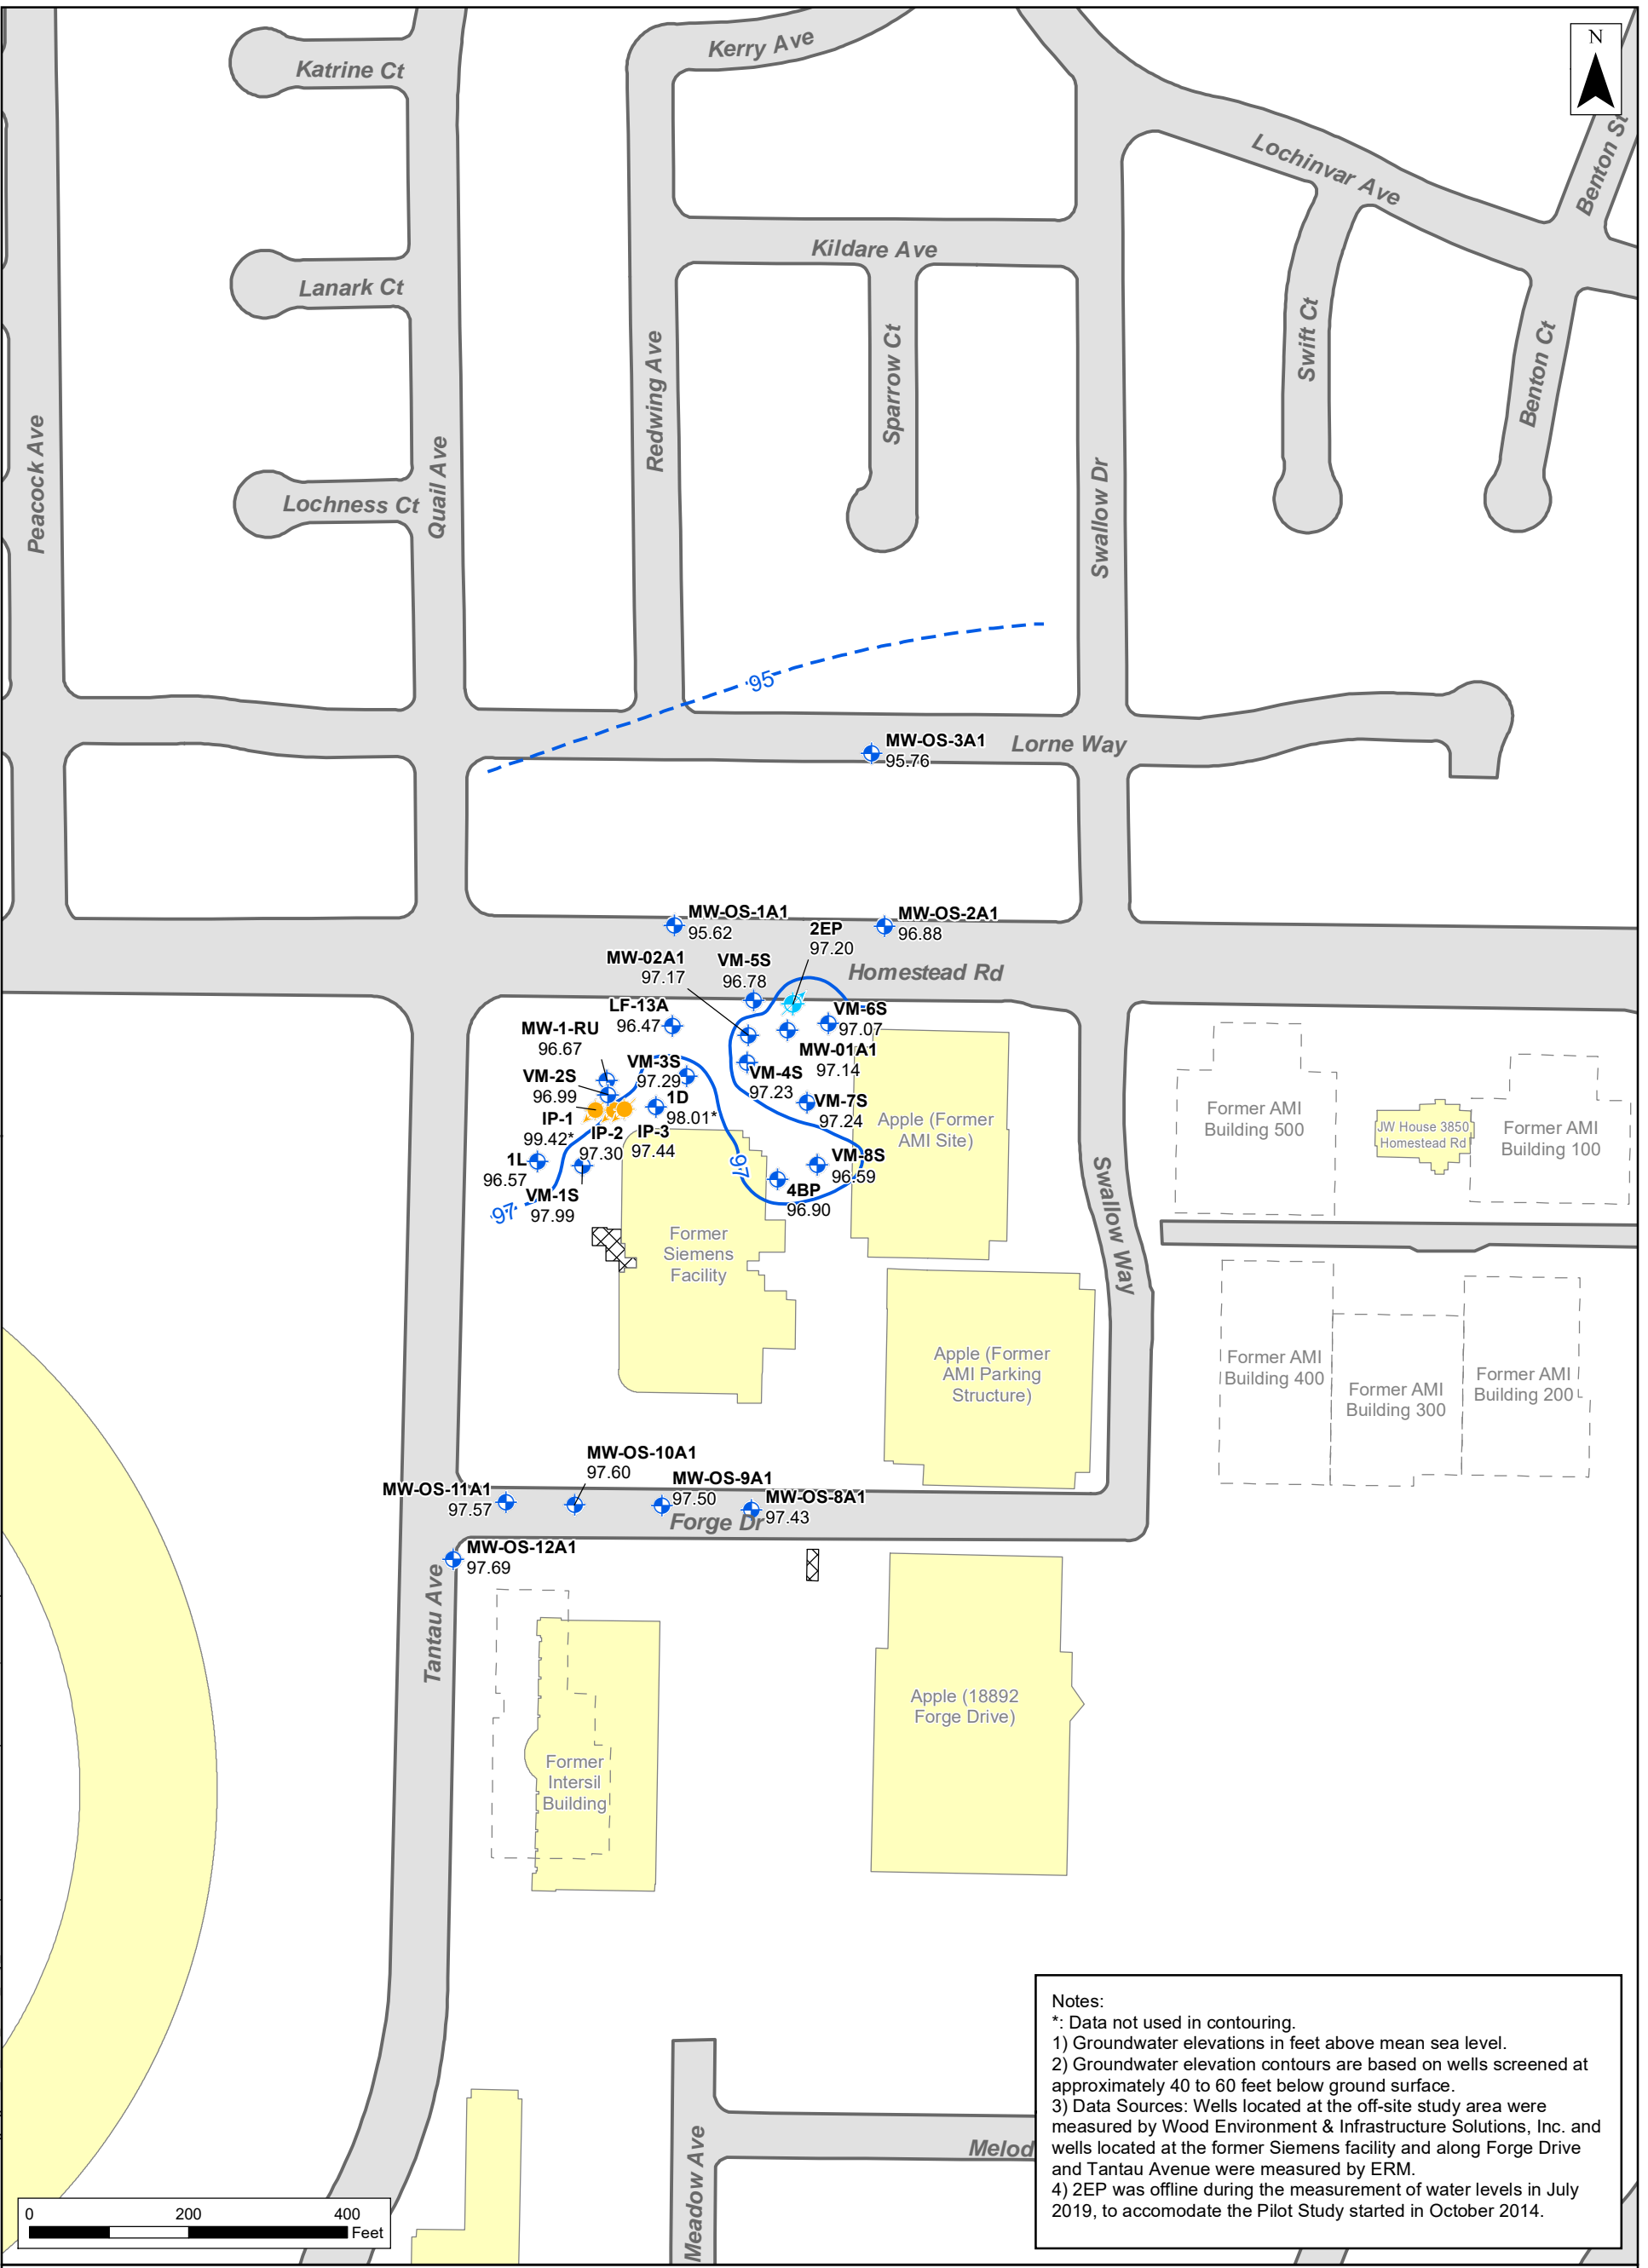 Kerry Ave
N
Katrine Ct
Lochinvar Ave
Benton St
Kildare Ave
Lanark Ct
Sparrow Ct
Swift Ct
Benton Ct
Redwing Ave
Peacock Ave
Quail Ave
Lochness Ct
Swallow Dr
95
MW-OS-3A1
95.76
Lorne Way
MW-OS-1A1
95.62
MW-OS-2A1
96.88
2EP
97.20
MW-02A1
97.17
VM-5S
96.78
Homestead Rd
LF-13A
96.47
VM-6S
97.07
MW-1-RU
96.67
MW-01A1
97.14
VM-3S
97.29
VM-4S
97.23
VM-2S
96.99
1D
98.01*
VM-7S
97.24
IP-1
99.42*
IP-2
97.30
IP-3
97.44
1L
96.57
VM-8S
96.59
97
4BP
96.90
VM-1S
97.99
97
Apple (Former
AMI Site)
Former AMI
Building 500
JW House 3850
Homestead Rd
Former AMI
Building 100
Swallow Way
Former
Siemens
Facility
Apple (Former
AMI Parking
Structure)
Former AMI
Building 400
Former AMI
Building 300
Former AMI
Building 200
MW-OS-10A1
97.60
MW-OS-9A1
97.50
MW-OS-11A1
97.57
MW-OS-8A1
97.43
Forge Dr
MW-OS-12A1
97.69
Tantau Ave
Apple (18892
Forge Drive)
Former
Intersil
Building
Meadow Ave
Melod
Notes:
*: Data not used in contouring.
1) Groundwater elevations in feet above mean sea level.
2) Groundwater elevation contours are based on wells screened at
approximately 40 to 60 feet below ground surface.
3) Data Sources: Wells located at the off-site study area were
measured by Wood Environment & Infrastructure Solutions, Inc. and
wells located at the former Siemens facility and along Forge Drive
and Tantau Avenue were measured by ERM.
4) 2EP was offline during the measurement of water levels in July
2019, to accomodate the Pilot Study started in October 2014.
0 200 400
Feet